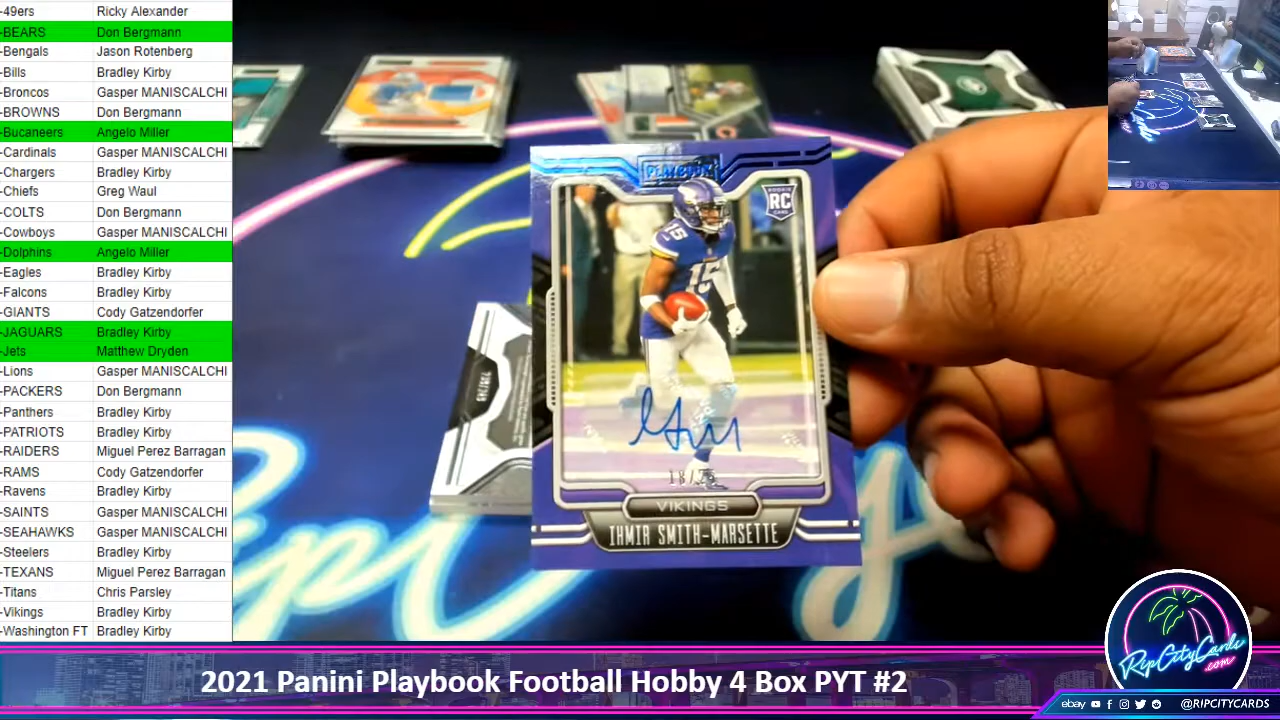 -49ers Ricky Alexander
-BEARS Don Bergmann
-Bengals Jason Rotenberg
-Bills Bradley Kirby
-Broncos Gasper MANISCALCHI
-BROWNS Don Bergmann
-Bucaneers Angelo Miller
-Cardinals Gasper MANISCALCHI
-Chargers Bradley Kirby
-Chiefs Greg Waul
-COLTS Don Bergmann
-Cowboys Gasper MANISCALCHI
-Dolphins Angelo Miller
-Eagles Bradley Kirby
-Falcons Bradley Kirby
-GIANTS Cody Gatzendorfer
-JAGUARS Bradley Kirby
-Jets Matthew Dryden
-Lions Gasper MANISCALCHI
-PACKERS Don Bergmann
-Panthers Bradley Kirby
-PATRIOTS Bradley Kirby
-RAIDERS Miguel Perez Barragan
-RAMS Cody Gatzendorfer
-Ravens Bradley Kirby
-SAINTS Gasper MANISCALCHI
-SEAHAWKS Gasper MANISCALCHI
-Steelers Bradley Kirby
-TEXANS Miguel Perez Barragan
-Titans Chris Parsley
-Vikings Bradley Kirby
-Washington FT Bradley Kirby
PLAYBOOK
ROOKIE
RC
CARD
15
15
VIKINGS
IHMIR SMITH-MARSETTE
RipCityCards
.com
2021 Panini Playbook Football Hobby 4 Box PYT #2
ebay @RIPCITYCARDS